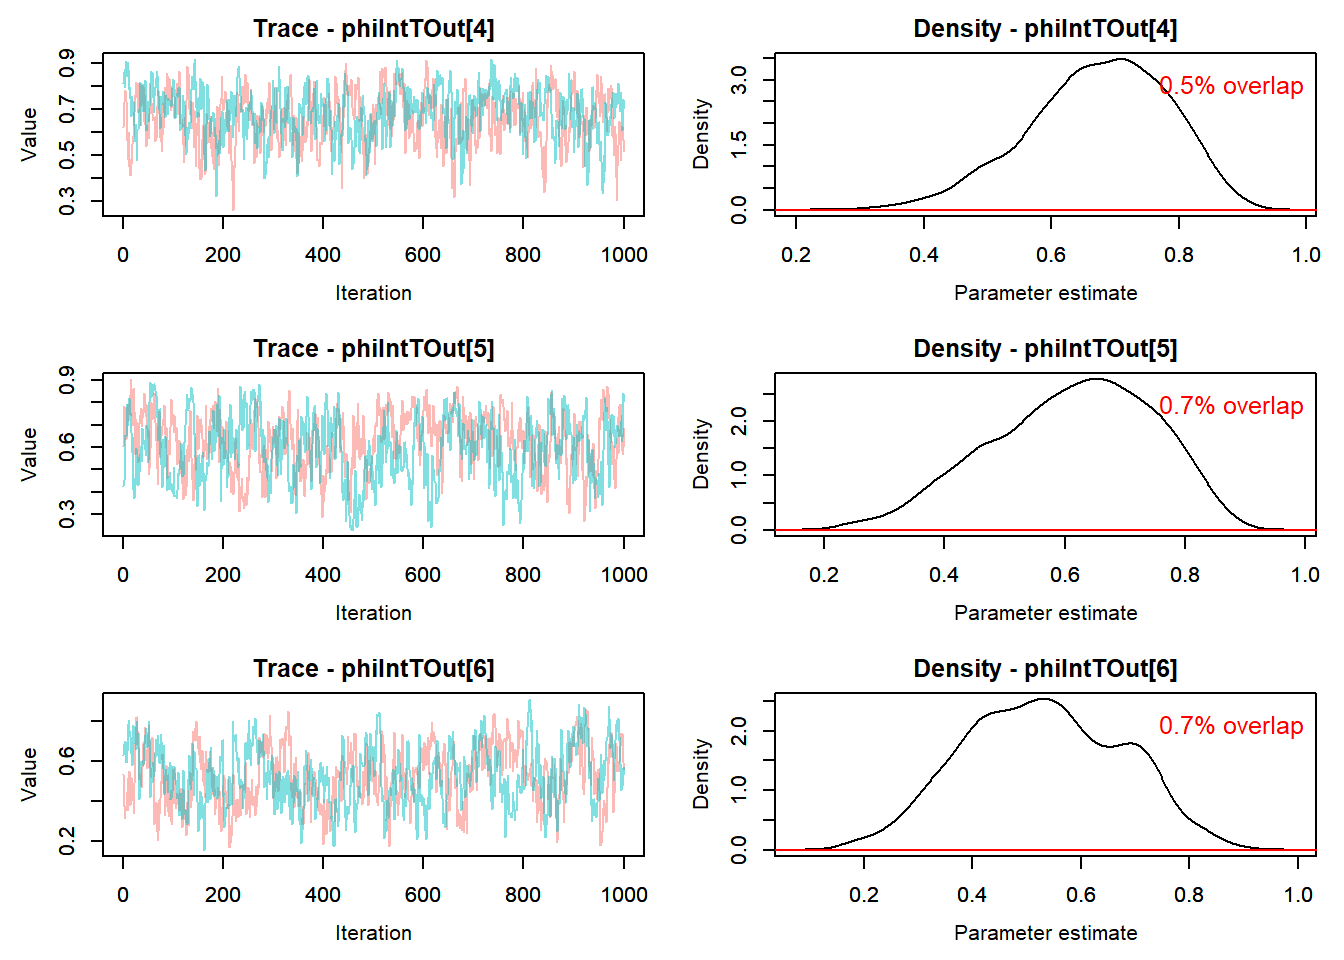 Trace - phiIntTOut[4]
Value
0.3 0.5 0.7 0.9
0 200 400 600 800 1000
Iteration
Density - phiIntTOut[4]
Density
0.0 1.5 3.0
0.5% overlap
0.2 0.4 0.6 0.8 1.0
Parameter estimate
Trace - phiIntTOut[5]
Value
0.3 0.6 0.9
0 200 400 600 800 1000
Iteration
Density - phiIntTOut[5]
Density
0.0 1.0 2.0
0.7% overlap
0.2 0.4 0.6 0.8 1.0
Parameter estimate
Trace - phiIntTOut[6]
Value
0.2 0.6
0 200 400 600 800 1000
Iteration
Density - phiIntTOut[6]
Density
0.0 1.0 2.0
0.7% overlap
0.2 0.4 0.6 0.8 1.0
Parameter estimate